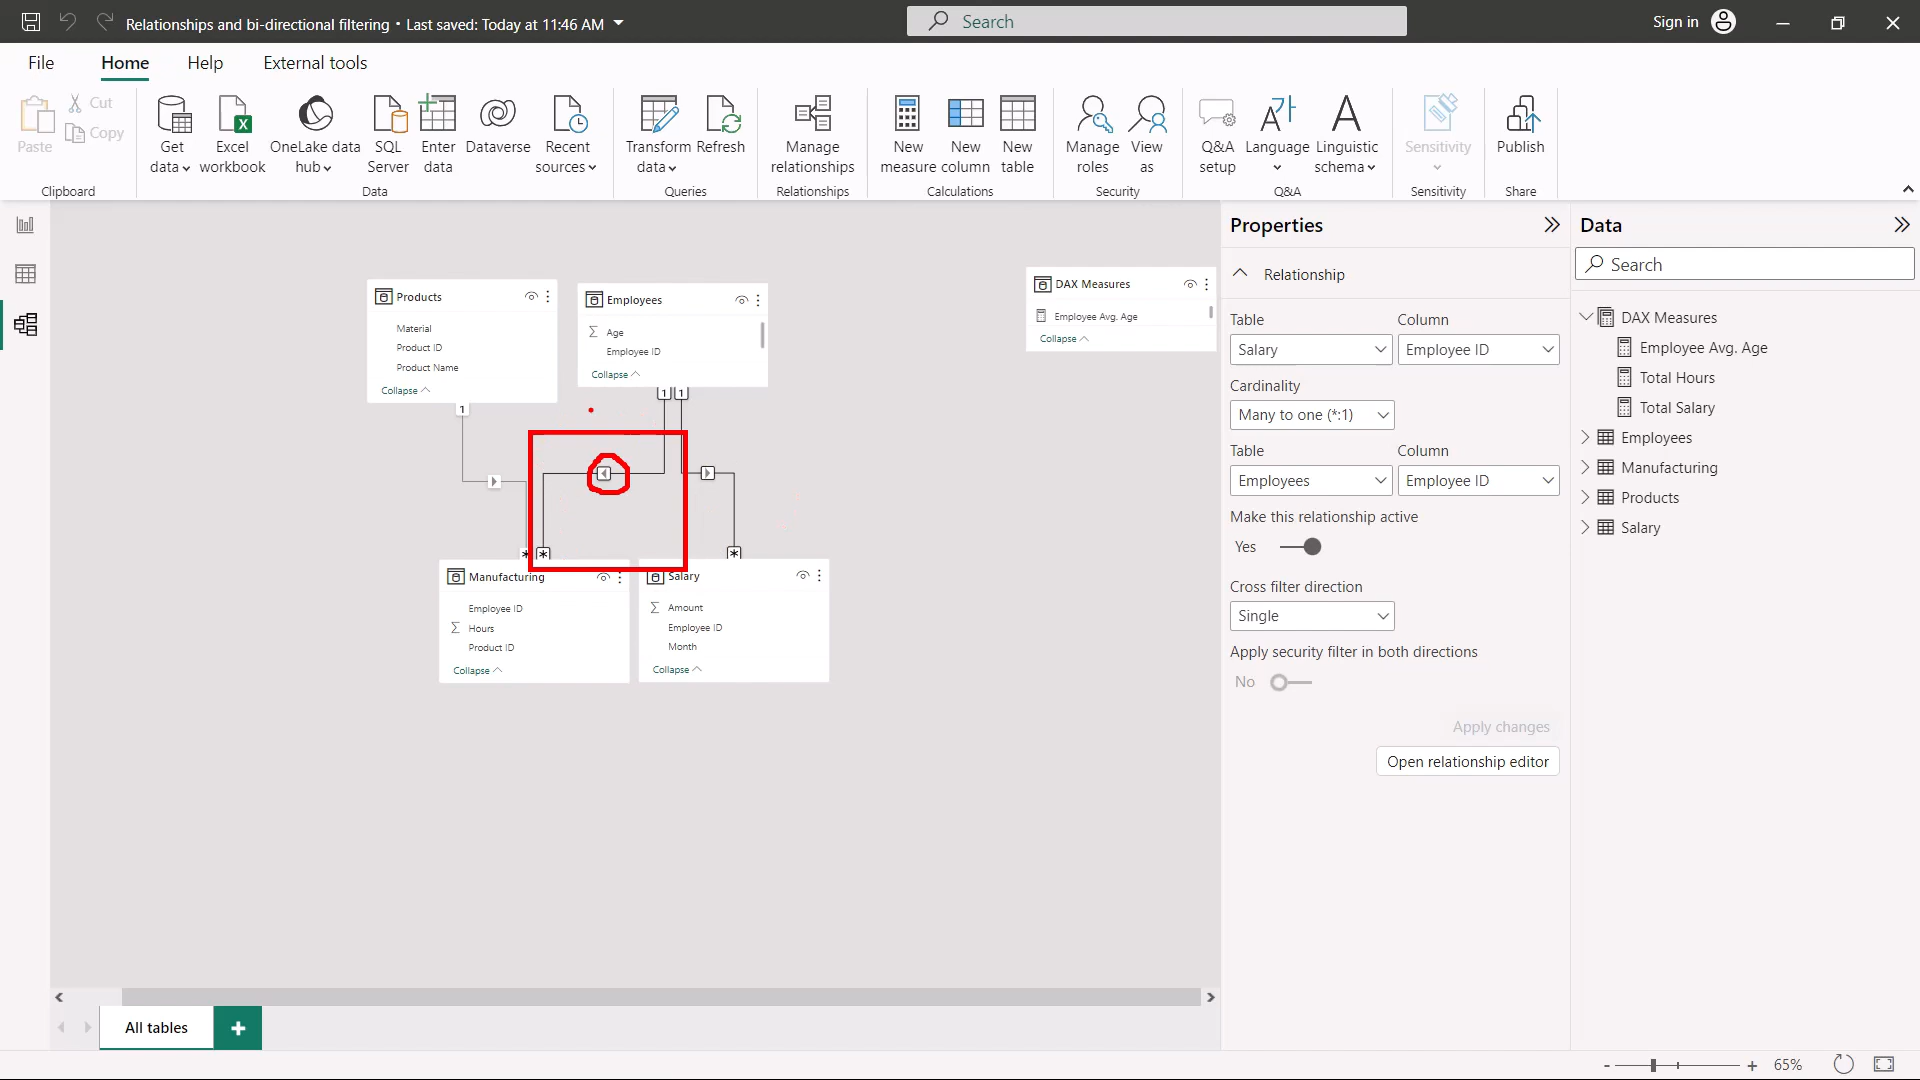 Relationships and bi-directional filtering • Last saved: Today at 11:46 AM
Search
Sign in
File
Home
Help
External tools
Paste
Cut
Copy
Clipboard
Get data
Excel workbook
OneLake data hub
SQL Server
Enter data
Dataverse
Recent sources
Data
Transform data
Refresh
Queries
Manage relationships
Relationships
New measure
New column
New table
Calculations
Manage roles
View as
Security
Q&A setup
Language
Linguistic schema
Q&A
Sensitivity
Sensitivity
Publish
Share
Products
Material
Product ID
Product Name
Collapse
1
Employees
Age
Employee ID
Collapse
1
1
DAX Measures
Employee Avg. Age
Collapse
*
*
*
Manufacturing
Employee ID
Hours
Product ID
Collapse
Salary
Amount
Employee ID
Month
Collapse
Properties
Relationship
Table
Column
Salary
Employee ID
Cardinality
Many to one (*:1)
Table
Column
Employees
Employee ID
Make this relationship active
Yes
Cross filter direction
Single
Apply security filter in both directions
No
Apply changes
Open relationship editor
Data
Search
DAX Measures
Employee Avg. Age
Total Hours
Total Salary
Employees
Manufacturing
Products
Salary
All tables
+
- + 65%